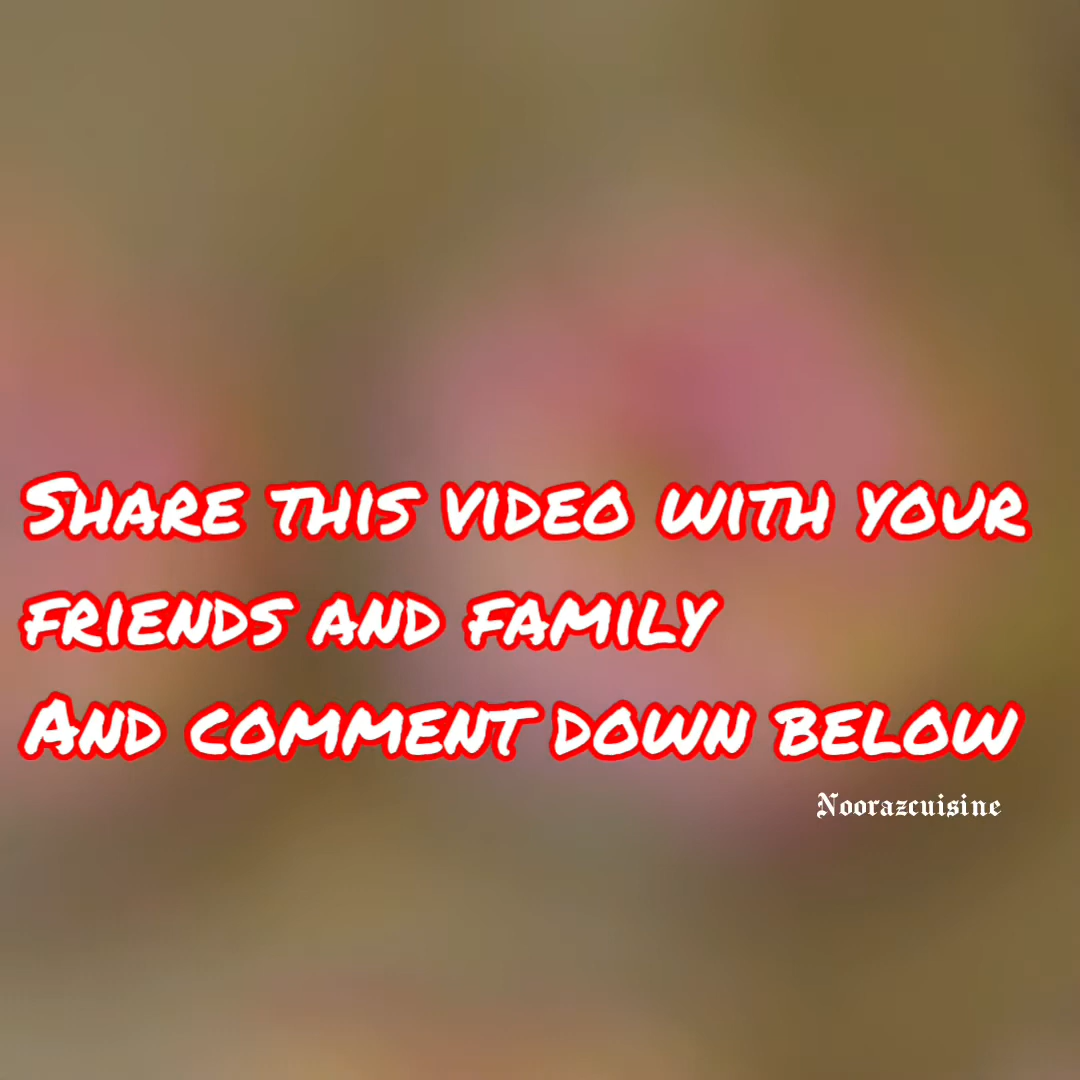 Share this video with your
friends and family
And comment down below
Noorazcuisine